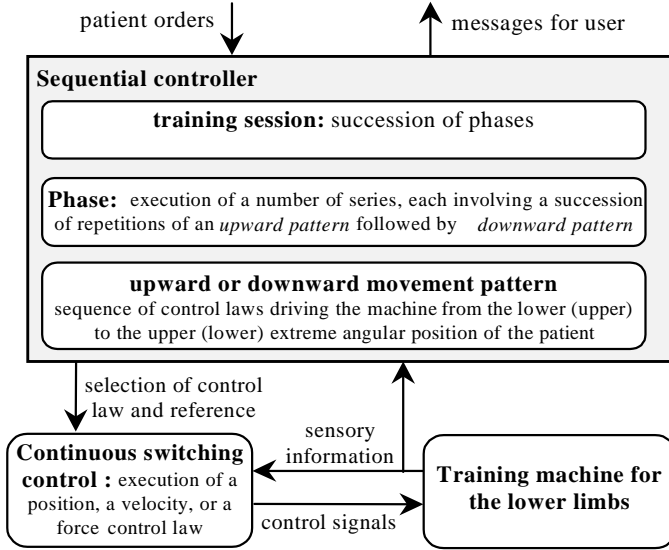 patient orders
messages for user
Sequential controller
training session: succession of phases
Phase: execution of a number of series, each involving a succession
of repetitions of an upward pattern followed by downward pattern
upward or downward movement pattern
sequence of control laws driving the machine from the lower (upper)
to the upper (lower) extreme angular position of the patient
selection of control
law and reference
sensory
information
Continuous switching
control : execution of a
position, a velocity, or a
force control law
control signals
Training machine for
the lower limbs